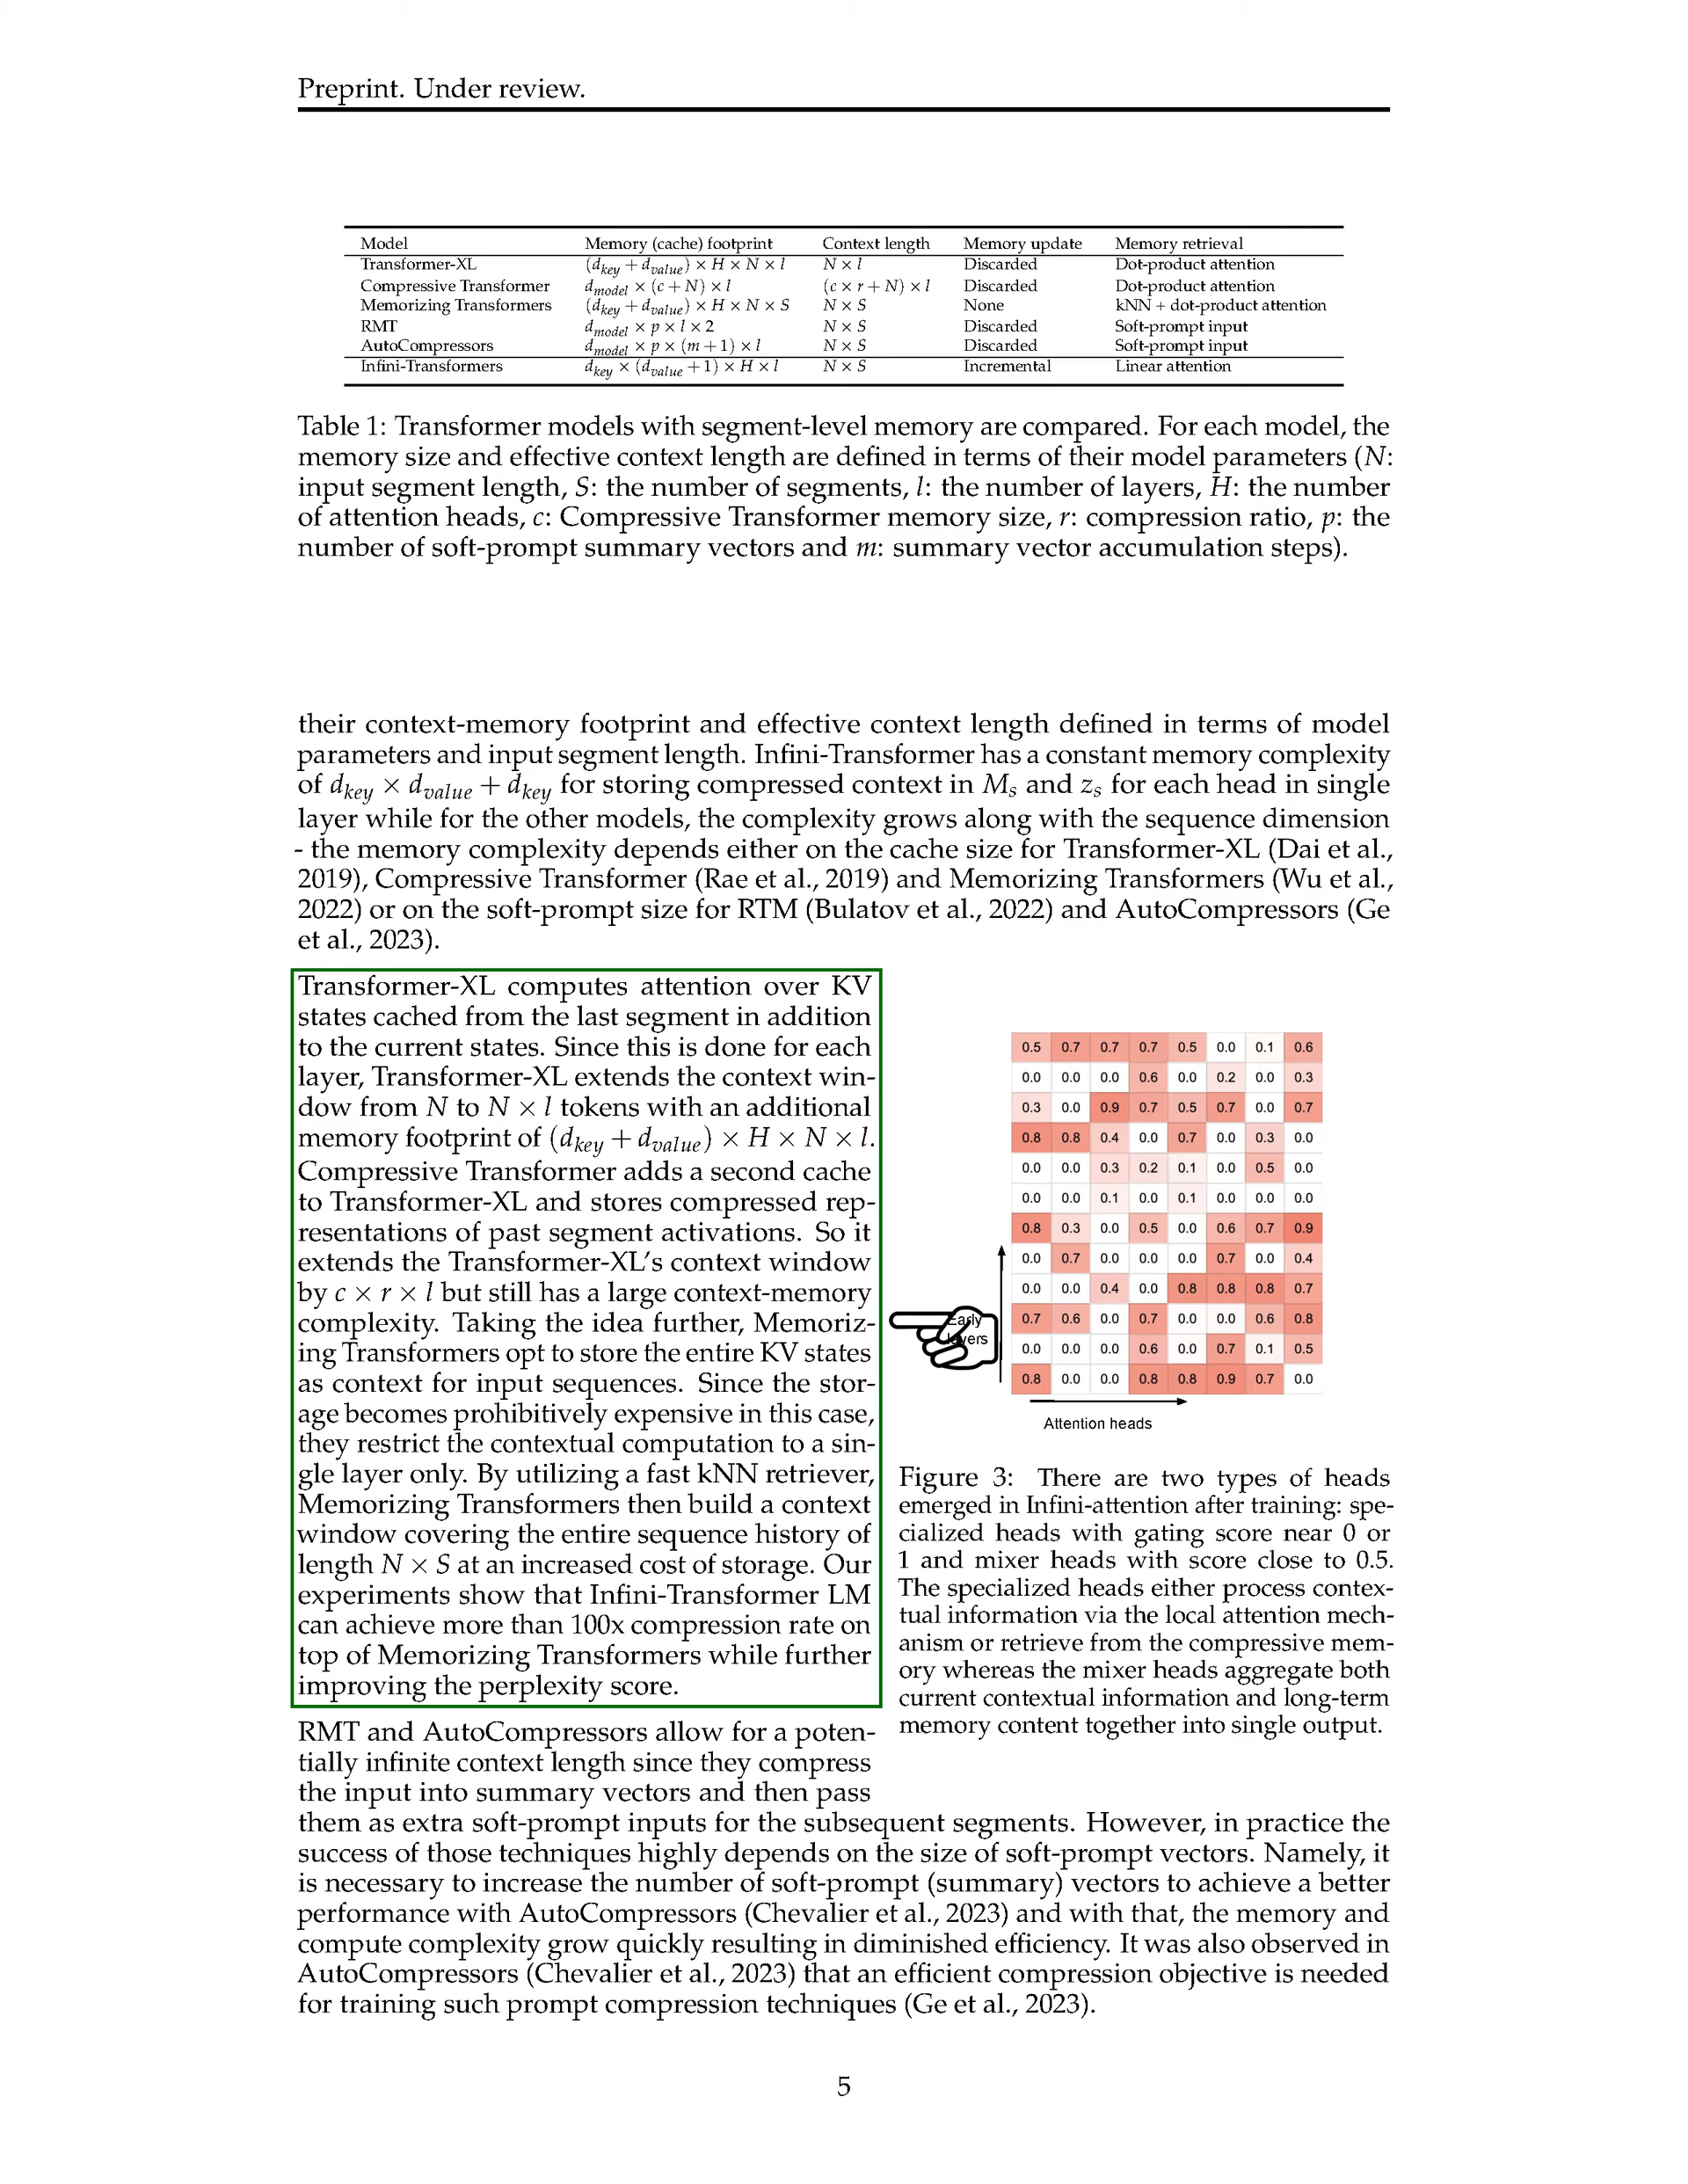 Preprint. Under review.
Model Memory (cache) footprint Context length Memory update Memory retrieval
Transformer-XL (d_key + d_value) × H × N × l N × l Discarded Dot-product attention
Compressive Transformer d_model × (c + N) × l (c × r + N) × l Discarded Dot-product attention
Memorizing Transformers (d_key + d_value) × H × N × S N × S None kNN + dot-product attention
RMT d_model × p × l × 2 N × S Discarded Soft-prompt input
AutoCompressors d_model × p × (m + 1) × l N × S Discarded Soft-prompt input
Infini-Transformers d_key × (d_value + 1) × H × l N × S Incremental Linear attention
Table 1: Transformer models with segment-level memory are compared. For each model, the
memory size and effective context length are defined in terms of their model parameters (N:
input segment length, S: the number of segments, l: the number of layers, H: the number
of attention heads, c: Compressive Transformer memory size, r: compression ratio, p: the
number of soft-prompt summary vectors and m: summary vector accumulation steps).
their context-memory footprint and effective context length defined in terms of model
parameters and input segment length. Infini-Transformer has a constant memory complexity
of d_key × d_value + d_key for storing compressed context in M_s and z_s for each head in single
layer while for the other models, the complexity grows along with the sequence dimension
- the memory complexity depends either on the cache size for Transformer-XL (Dai et al.,
2019), Compressive Transformer (Rae et al., 2019) and Memorizing Transformers (Wu et al.,
2022) or on the soft-prompt size for RTM (Bulatov et al., 2022) and AutoCompressors (Ge
et al., 2023).
Transformer-XL computes attention over KV
states cached from the last segment in addition
to the current states. Since this is done for each
layer, Transformer-XL extends the context win-
dow from N to N × l tokens with an additional
memory footprint of (d_key + d_value) × H × N × l.
Compressive Transformer adds a second cache
to Transformer-XL and stores compressed rep-
resentations of past segment activations. So it
extends the Transformer-XL's context window
by c × r × l but still has a large context-memory
complexity. Taking the idea further, Memoriz-
ing Transformers opt to store the entire KV states
as context for input sequences. Since the stor-
age becomes prohibitively expensive in this case,
they restrict the contextual computation to a sin-
gle layer only. By utilizing a fast kNN retriever,
Memorizing Transformers then build a context
window covering the entire sequence history of
length N × S at an increased cost of storage. Our
experiments show that Infini-Transformer LM
can achieve more than 100x compression rate on
top of Memorizing Transformers while further
improving the perplexity score.
0.5 0.7 0.7 0.7 0.5 0.0 0.1 0.6
0.0 0.0 0.0 0.6 0.0 0.2 0.0 0.3
0.3 0.0 0.9 0.7 0.5 0.7 0.0 0.7
0.8 0.8 0.4 0.0 0.7 0.0 0.3 0.0
0.0 0.0 0.3 0.2 0.1 0.0 0.5 0.0
0.0 0.0 0.1 0.0 0.1 0.0 0.0 0.0
0.8 0.3 0.0 0.5 0.0 0.6 0.7 0.9
0.0 0.7 0.0 0.0 0.0 0.7 0.0 0.4
0.0 0.0 0.4 0.0 0.8 0.8 0.8 0.7
0.7 0.6 0.0 0.7 0.0 0.0 0.6 0.8
0.0 0.0 0.0 0.6 0.0 0.7 0.1 0.5
0.8 0.0 0.0 0.8 0.8 0.9 0.7 0.0
Early
layers
Attention heads
Figure 3: There are two types of heads
emerged in Infini-attention after training: spe-
cialized heads with gating score near 0 or
1 and mixer heads with score close to 0.5.
The specialized heads either process contex-
tual information via the local attention mech-
anism or retrieve from the compressive mem-
ory whereas the mixer heads aggregate both
current contextual information and long-term
memory content together into single output.
RMT and AutoCompressors allow for a poten-
tially infinite context length since they compress
the input into summary vectors and then pass
them as extra soft-prompt inputs for the subsequent segments. However, in practice the
success of those techniques highly depends on the size of soft-prompt vectors. Namely, it
is necessary to increase the number of soft-prompt (summary) vectors to achieve a better
performance with AutoCompressors (Chevalier et al., 2023) and with that, the memory and
compute complexity grow quickly resulting in diminished efficiency. It was also observed in
AutoCompressors (Chevalier et al., 2023) that an efficient compression objective is needed
for training such prompt compression techniques (Ge et al., 2023).
5